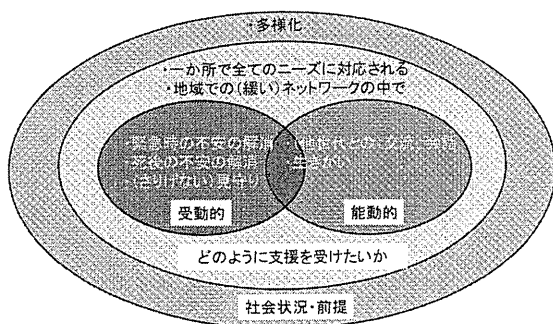 ・多様化
・一か所で全てのニーズに対応される
・地域での(緩い)ネットワークの中で
・緊急時の不安の解消
・死後の不安の解消
・(さりげない)見守り
・(他世代との)交流、共話
・生きがい
受動的
能動的
どのように支援を受けたいか
社会状況・前提